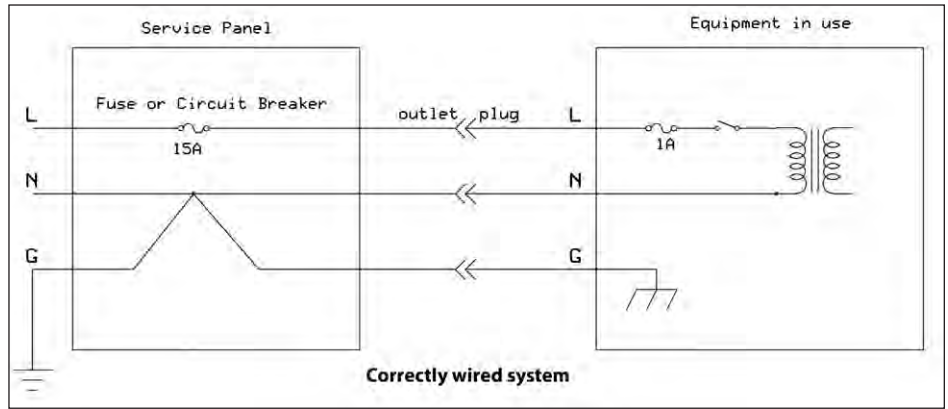 Service Panel
Equipment in use
Fuse or Circuit Breaker
L
outlet plug
L
15A
1A
N
N
G
G
Correctly wired system